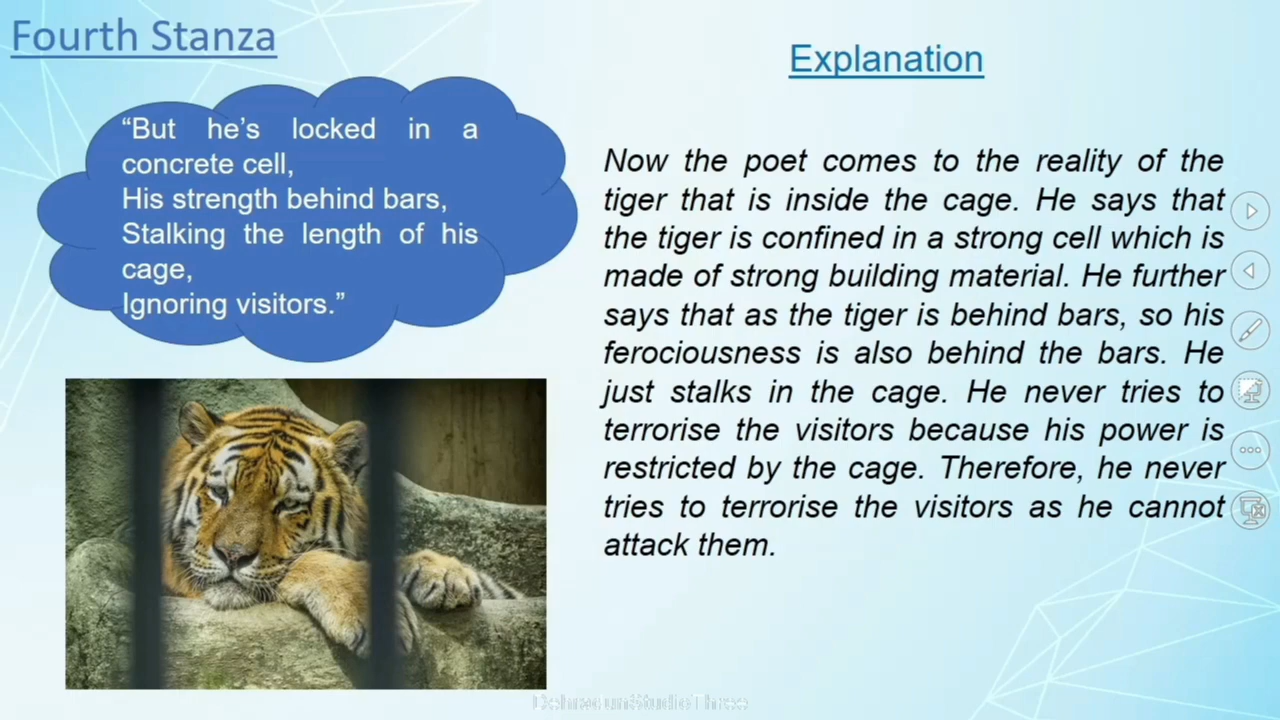 Fourth Stanza
“But he’s locked in a
concrete cell,
His strength behind bars,
Stalking the length of his
cage,
Ignoring visitors.”
Explanation
Now the poet comes to the reality of the
tiger that is inside the cage. He says that
the tiger is confined in a strong cell which is
made of strong building material. He further
says that as the tiger is behind bars, so his
ferociousness is also behind the bars. He
just stalks in the cage. He never tries to
terrorise the visitors because his power is
restricted by the cage. Therefore, he never
tries to terrorise the visitors as he cannot
attack them.
DehradunStudioThree